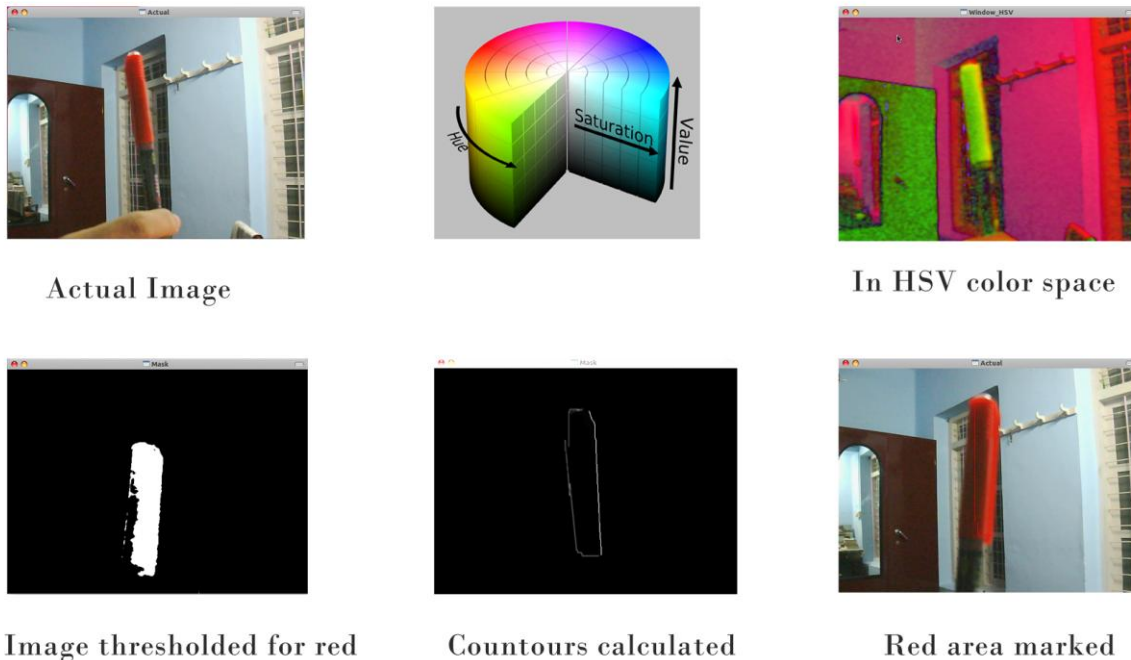 Actual
Window_HSV
Hue
Saturation
Value
Actual Image
In HSV color space
Mask
Mask
Actual
Image thresholded for red
Countours calculated
Red area marked